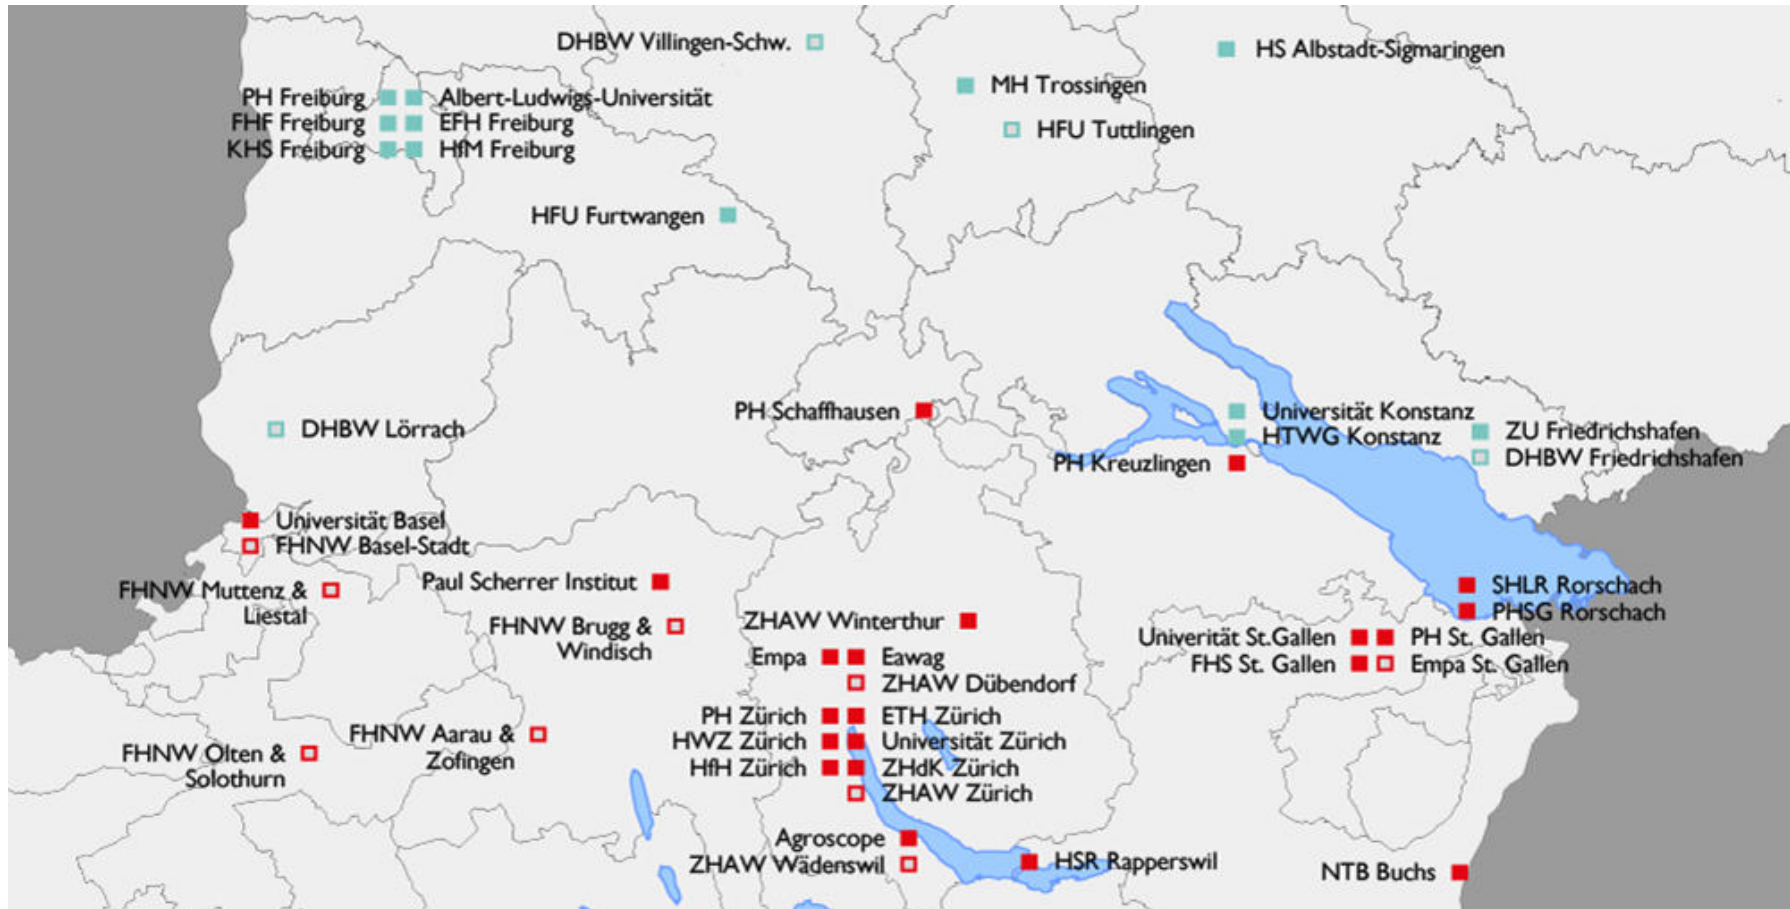 DHBW Villingen-Schw.
HS Albstadt-Sigmaringen
MH Trossingen
PH Freiburg
Albert-Ludwigs-Universität
FHF Freiburg
EFH Freiburg
HFU Tuttlingen
KHS Freiburg
HfM Freiburg
HFU Furtwangen
PH Schaffhausen
Universität Konstanz
HTWG Konstanz
ZU Friedrichshafen
DHBW Friedrichshafen
DHBW Lörrach
PH Kreuzlingen
Universität Basel
FHNW Basel-Stadt
FHNW Muttenz &
Liestal
Paul Scherrer Institut
SHLR Rorschach
PHSG Rorschach
FHNW Brugg &
Windisch
ZHAW Winterthur
Univerität St.Gallen
PH St. Gallen
FHS St. Gallen
Empa St. Gallen
Empa
Eawag
ZHAW Dübendorf
PH Zürich
ETH Zürich
HWZ Zürich
Universität Zürich
HfH Zürich
ZHdK Zürich
ZHAW Zürich
FHNW Aarau &
Zofingen
FHNW Olten &
Solothurn
Agroscope
ZHAW Wädenswil
HSR Rapperswil
NTB Buchs